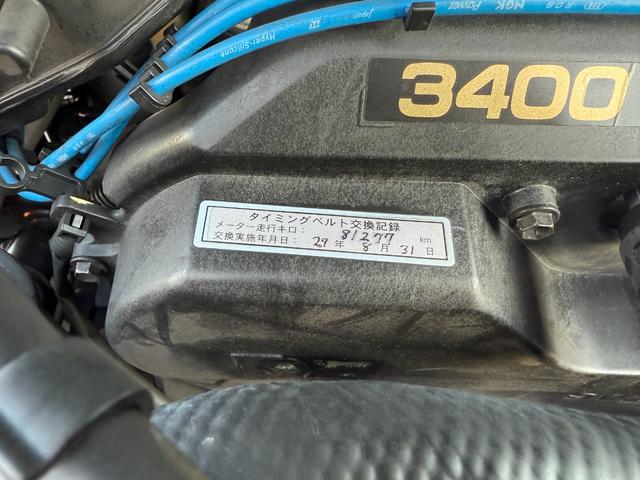 Hyper-Silicone
Japan
Power
NGK
3400
タイミングベルト交換記録
メーター走行キロ： 81277 km
交換実施年月日： 29 年 8 月 31 日